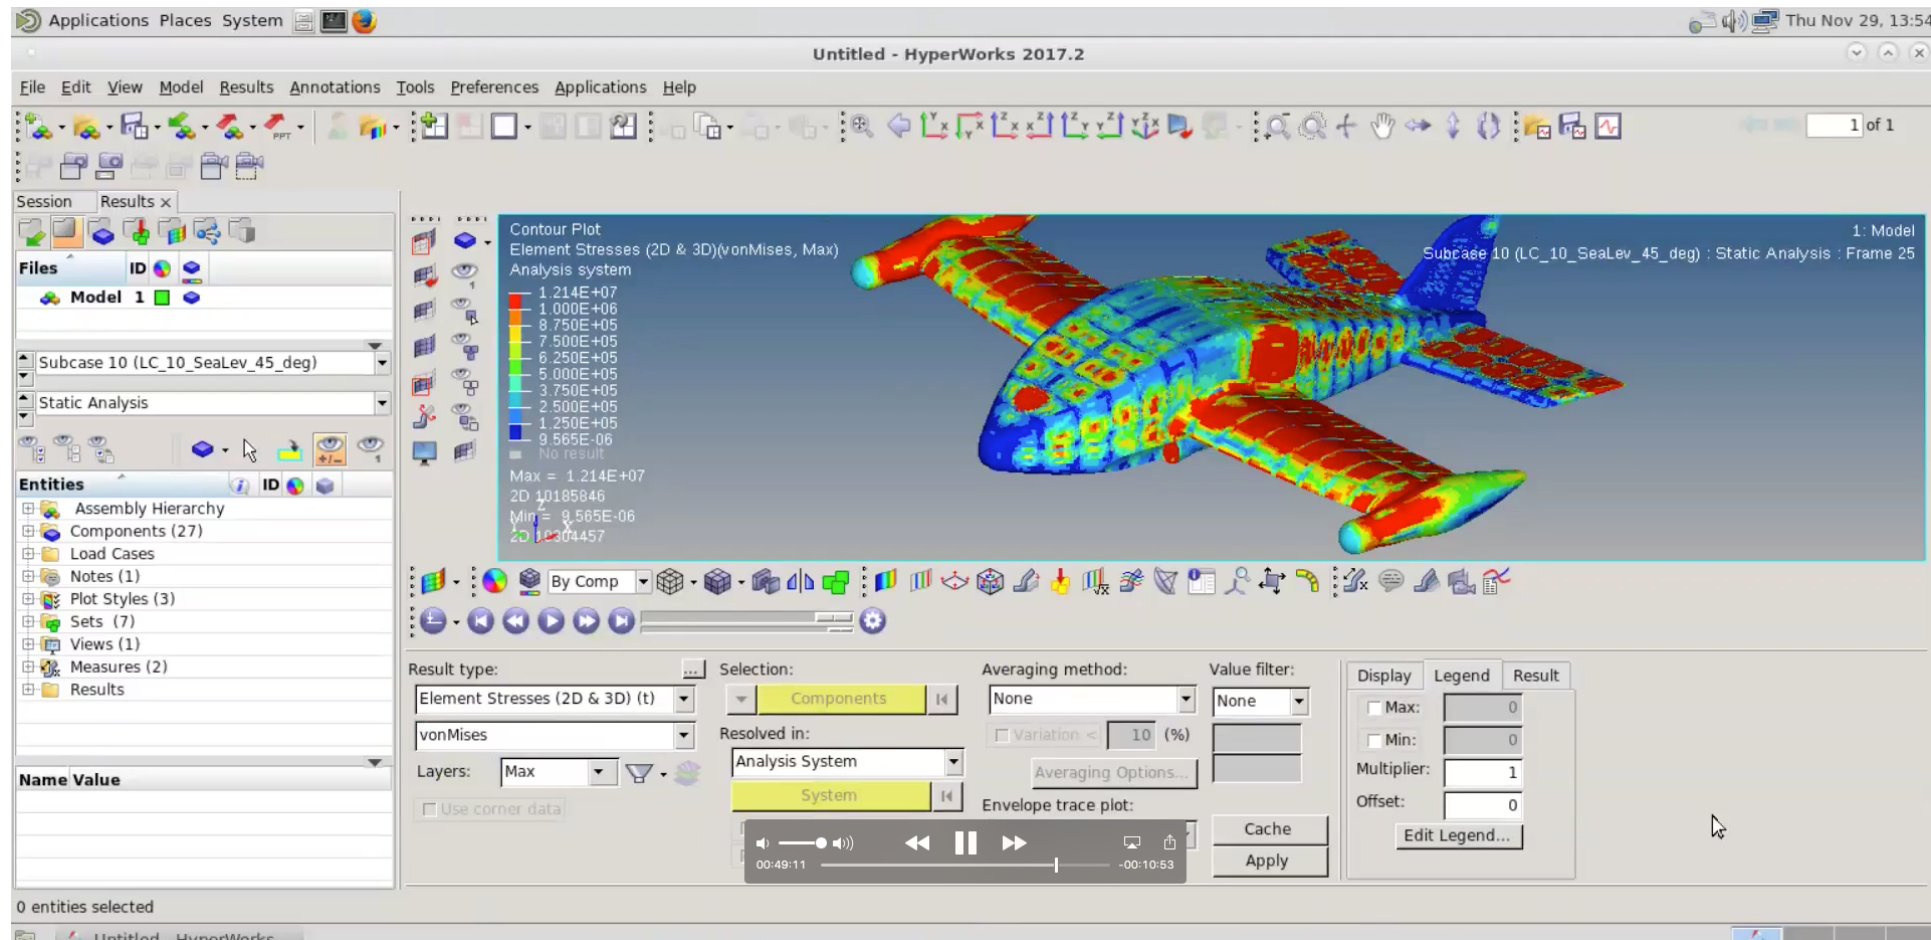 Applications Places System
Thu Nov 29, 13:54
Untitled - HyperWorks 2017.2
File Edit View Model Results Annotations Tools Preferences Applications Help
PPT
1 of 1
Session Results
Files ID
Model 1
Subcase 10 (LC_10_SeaLev_45_deg)
Static Analysis
Entities ID
Assembly Hierarchy
Components (27)
Load Cases
Notes (1)
Plot Styles (3)
Sets (7)
Views (1)
Measures (2)
Results
Name Value
Contour Plot
Element Stresses (2D & 3D)(vonMises, Max)
Analysis system
1.214E+07
1.000E+06
8.750E+05
7.500E+05
6.250E+05
5.000E+05
3.750E+05
2.500E+05
1.250E+05
9.565E-06
No result
Max = 1.214E+07
2D 10185846
Min = 9.565E-06
1: Model
Subcase 10 (LC_10_SeaLev_45_deg) : Static Analysis : Frame 25
By Comp
Result type: ...
Element Stresses (2D & 3D) (t)
vonMises
Layers: Max
Use corner data
Selection:
Components
Resolved in:
Analysis System
System
Averaging method:
None
Variation < 10 (%)
Averaging Options...
Envelope trace plot:
Value filter:
None
Cache
Apply
Display Legend Result
Max: 0
Min: 0
Multiplier: 1
Offset: 0
Edit Legend...
00:49:11 -00:10:53
0 entities selected
Untitled - HyperWorks